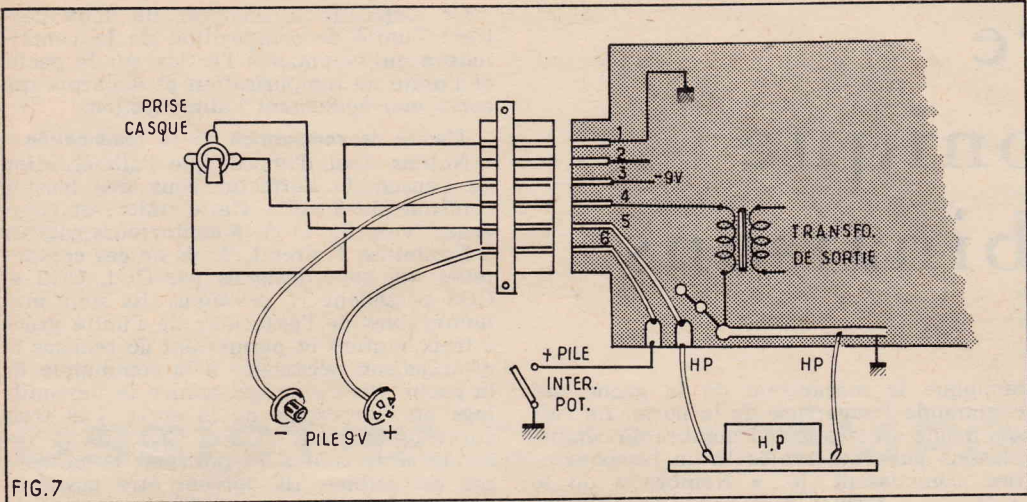 PRISE
CASQUE
1
2
3
-9V
4
5
6
TRANSFO.
DE SORTIE
+ PILE
INTER.
POT.
HP
HP
- PILE 9V +
H.P
FIG.7